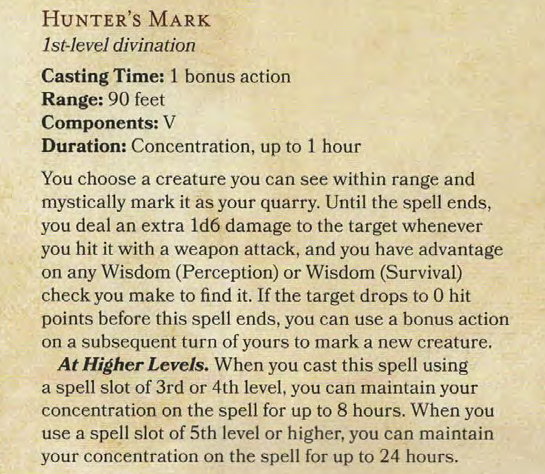 HUNTER'S MARK
1st-level divination
Casting Time: 1 bonus action
Range: 90 feet
Components: V
Duration: Concentration, up to 1 hour
You choose a creature you can see within range and
mystically mark it as your quarry. Until the spell ends,
you deal an extra 1d6 damage to the target whenever
you hit it with a weapon attack, and you have advantage
on any Wisdom (Perception) or Wisdom (Survival)
check you make to find it. If the target drops to 0 hit
points before this spell ends, you can use a bonus action
on a subsequent turn of yours to mark a new creature.
At Higher Levels. When you cast this spell using
a spell slot of 3rd or 4th level, you can maintain your
concentration on the spell for up to 8 hours. When you
use a spell slot of 5th level or higher, you can maintain
your concentration on the spell for up to 24 hours.